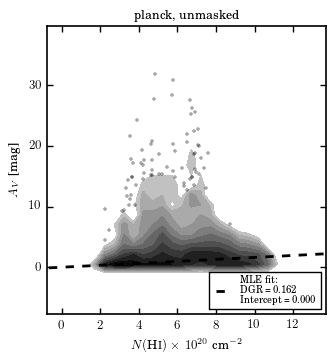 planck, unmasked
30
20
10
0
A_V [mag]
MLE fit:
DGR = 0.162
Intercept = 0.000
0 2 4 6 8 10 12
N(HI) × 10^20 cm^−2